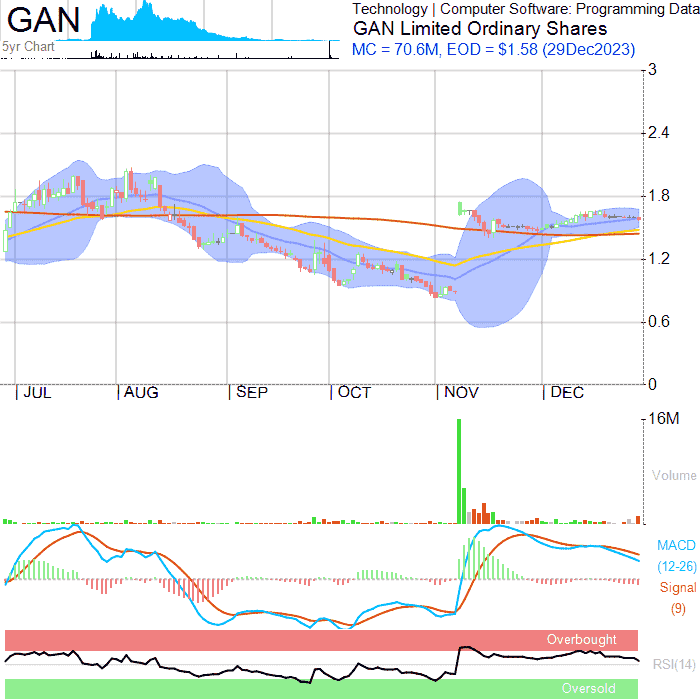 GAN
5yr Chart
Technology | Computer Software: Programming Data
GAN Limited Ordinary Shares
MC = 70.6M, EOD = $1.58 (29Dec2023)
3
2.4
1.8
1.2
0.6
0
JUL AUG SEP OCT NOV DEC
16M
Volume
MACD
(12-26)
Signal
(9)
Overbought
RSI(14)
Oversold